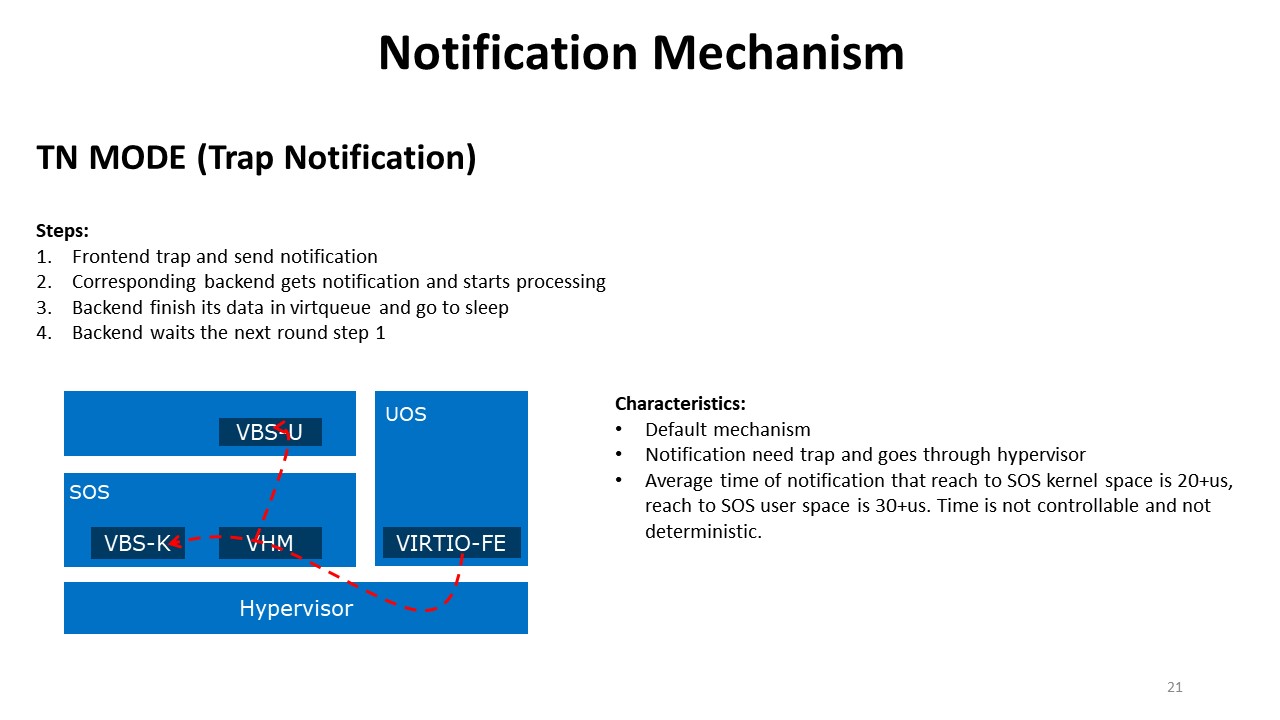 Notification Mechanism
TN MODE (Trap Notification)
Steps:
1. Frontend trap and send notification
2. Corresponding backend gets notification and starts processing
3. Backend finish its data in virtqueue and go to sleep
4. Backend waits the next round step 1
VBS-U
UOS
SOS
VBS-K
VHM
VIRTIO-FE
Hypervisor
Characteristics:
• Default mechanism
• Notification need trap and goes through hypervisor
• Average time of notification that reach to SOS kernel space is 20+us,
reach to SOS user space is 30+us. Time is not controllable and not
deterministic.
21